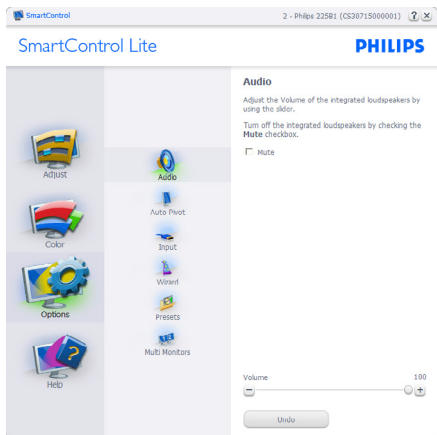 SmartControl
2 - Philips 225B1 (CS30715000001)
?
SmartControl Lite
PHILIPS
Adjust
Color
Options
Help
Audio
Auto Pivot
Input
Wizard
Presets
Multi Monitors
Audio
Adjust the Volume of the integrated loudspeakers by
using the slider.
Turn off the integrated loudspeakers by checking the
Mute checkbox.
Mute
Volume
100
Undo